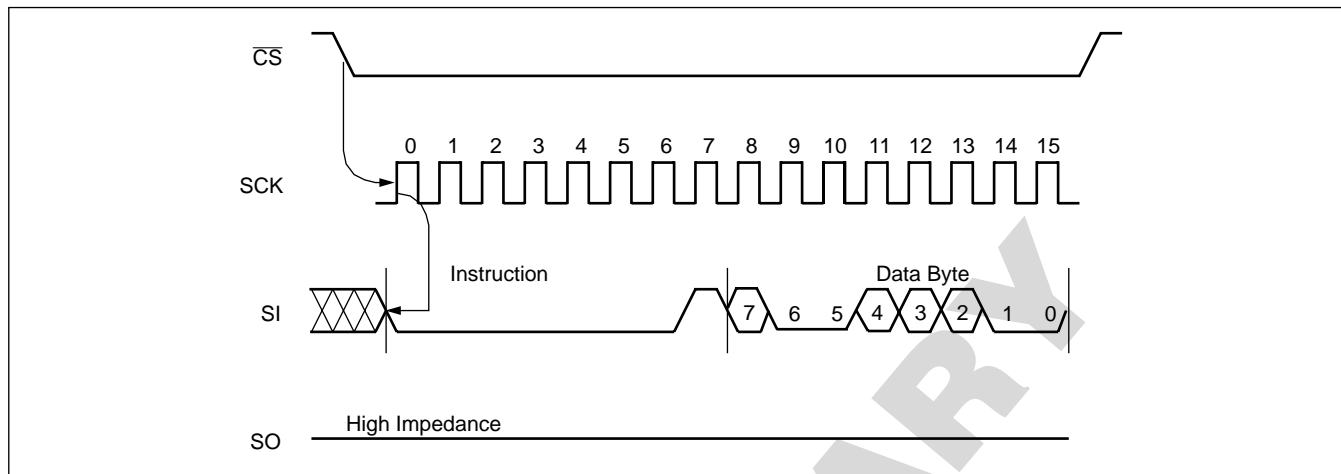 CS
0 1 2 3 4 5 6 7 8 9 10 11 12 13 14 15
SCK
Instruction Data Byte
SI 7 6 5 4 3 2 1 0
High Impedance
SO
ARY